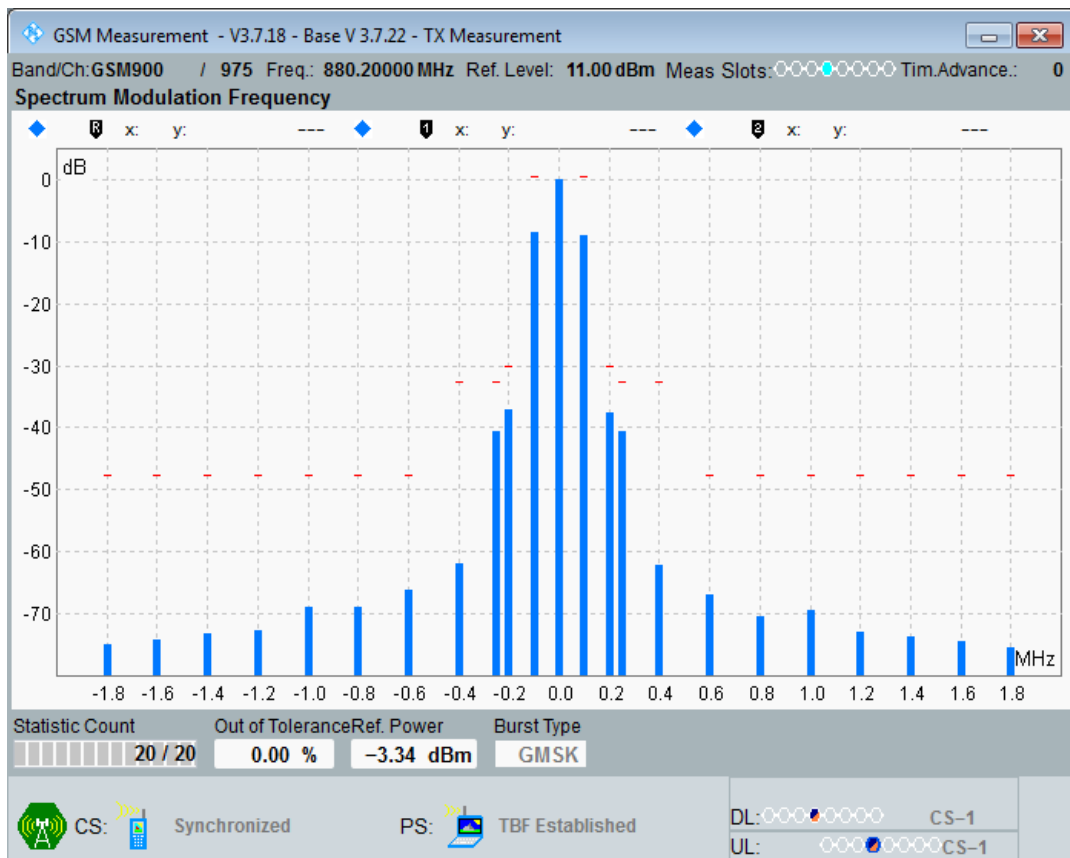 GSM Measurement - V3.7.18 - Base V 3.7.22 - TX Measurement
Band/Ch:GSM900 / 975 Freq.: 880.20000 MHz Ref. Level: 11.00 dBm Meas Slots: Tim.Advance.: 0
Spectrum Modulation Frequency
R x: y: --- 1 x: y: --- 2 x: y: ---
dB
0
-10
-20
-30
-40
-50
-60
-70
MHz
-1.8 -1.6 -1.4 -1.2 -1.0 -0.8 -0.6 -0.4 -0.2 0.0 0.2 0.4 0.6 0.8 1.0 1.2 1.4 1.6 1.8
Statistic Count Out of Tolerance Ref. Power Burst Type
20 / 20 0.00 % −3.34 dBm GMSK
CS: Synchronized PS: TBF Established
DL: CS−1
UL: CS−1